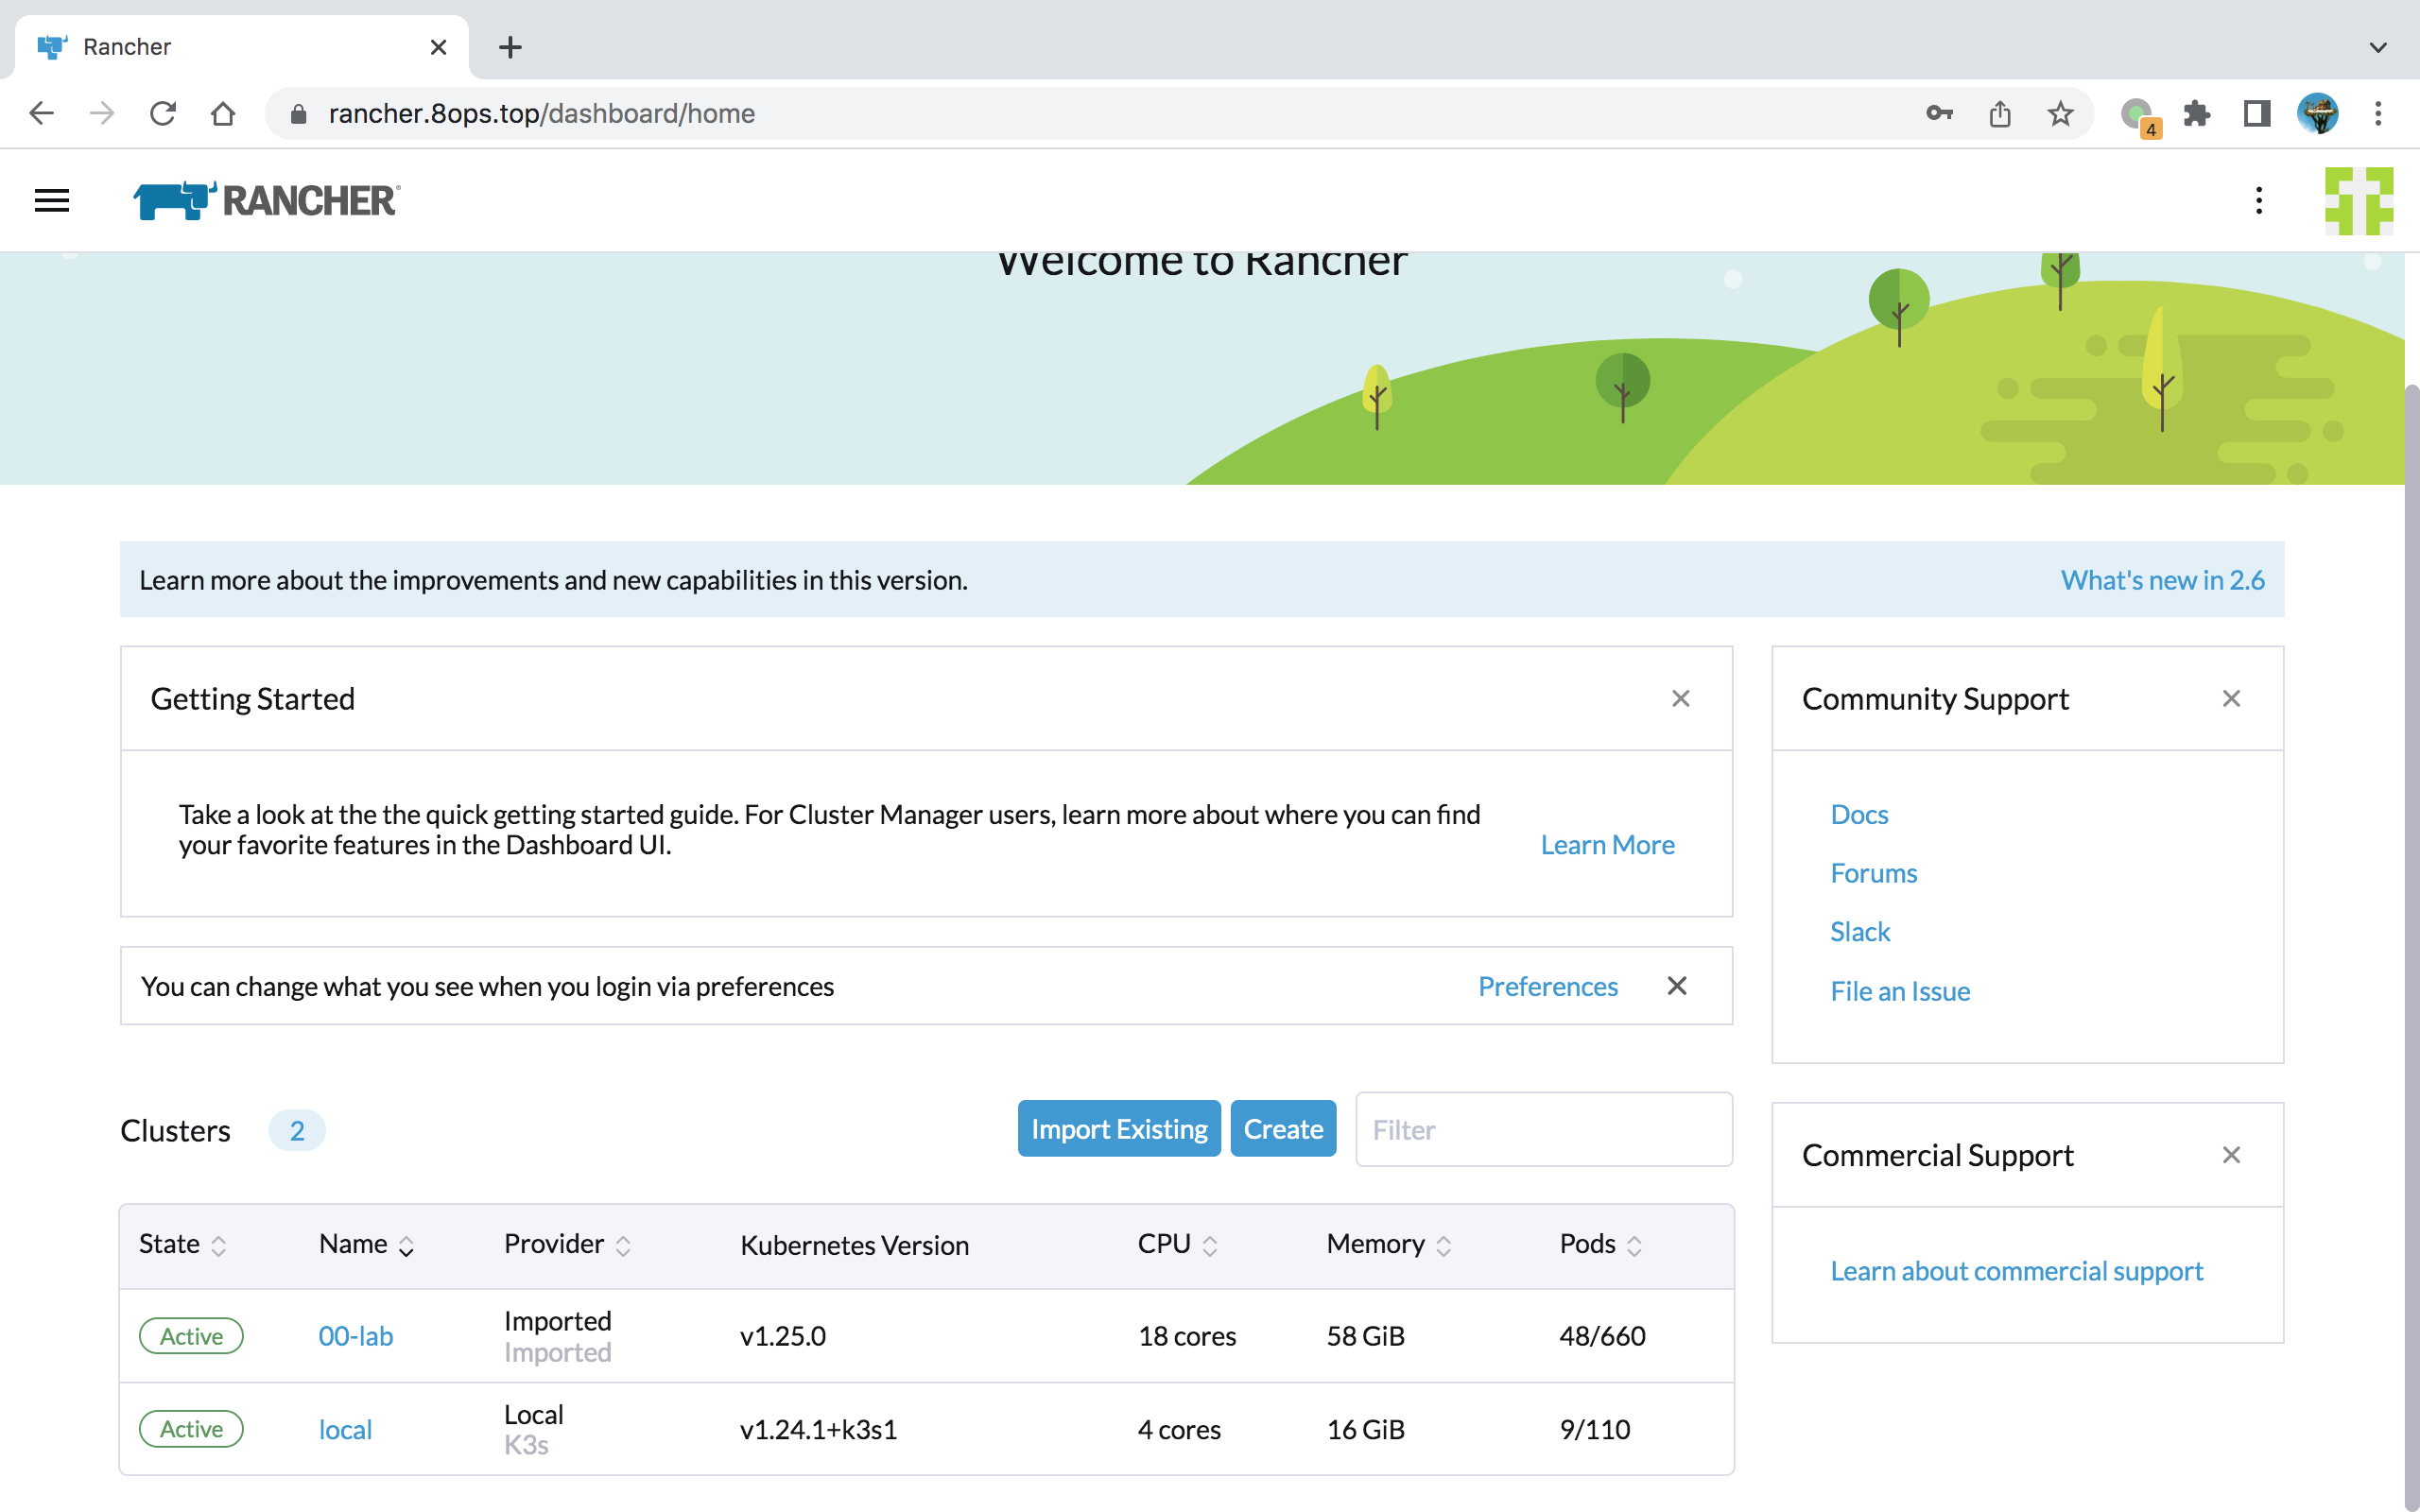 Rancher
rancher.8ops.top/dashboard/home
4
RANCHER
Welcome to Rancher
Learn more about the improvements and new capabilities in this version.
What's new in 2.6
Getting Started
Take a look at the the quick getting started guide. For Cluster Manager users, learn more about where you can find
your favorite features in the Dashboard UI.
Learn More
You can change what you see when you login via preferences
Preferences
Community Support
Docs
Forums
Slack
File an Issue
Clusters 2
Import Existing
Create
Filter
Commercial Support
Learn about commercial support
State Name Provider Kubernetes Version CPU Memory Pods
Active 00-lab Imported v1.25.0 18 cores 58 GiB 48/660
Imported
Active local Local v1.24.1+k3s1 4 cores 16 GiB 9/110
K3s